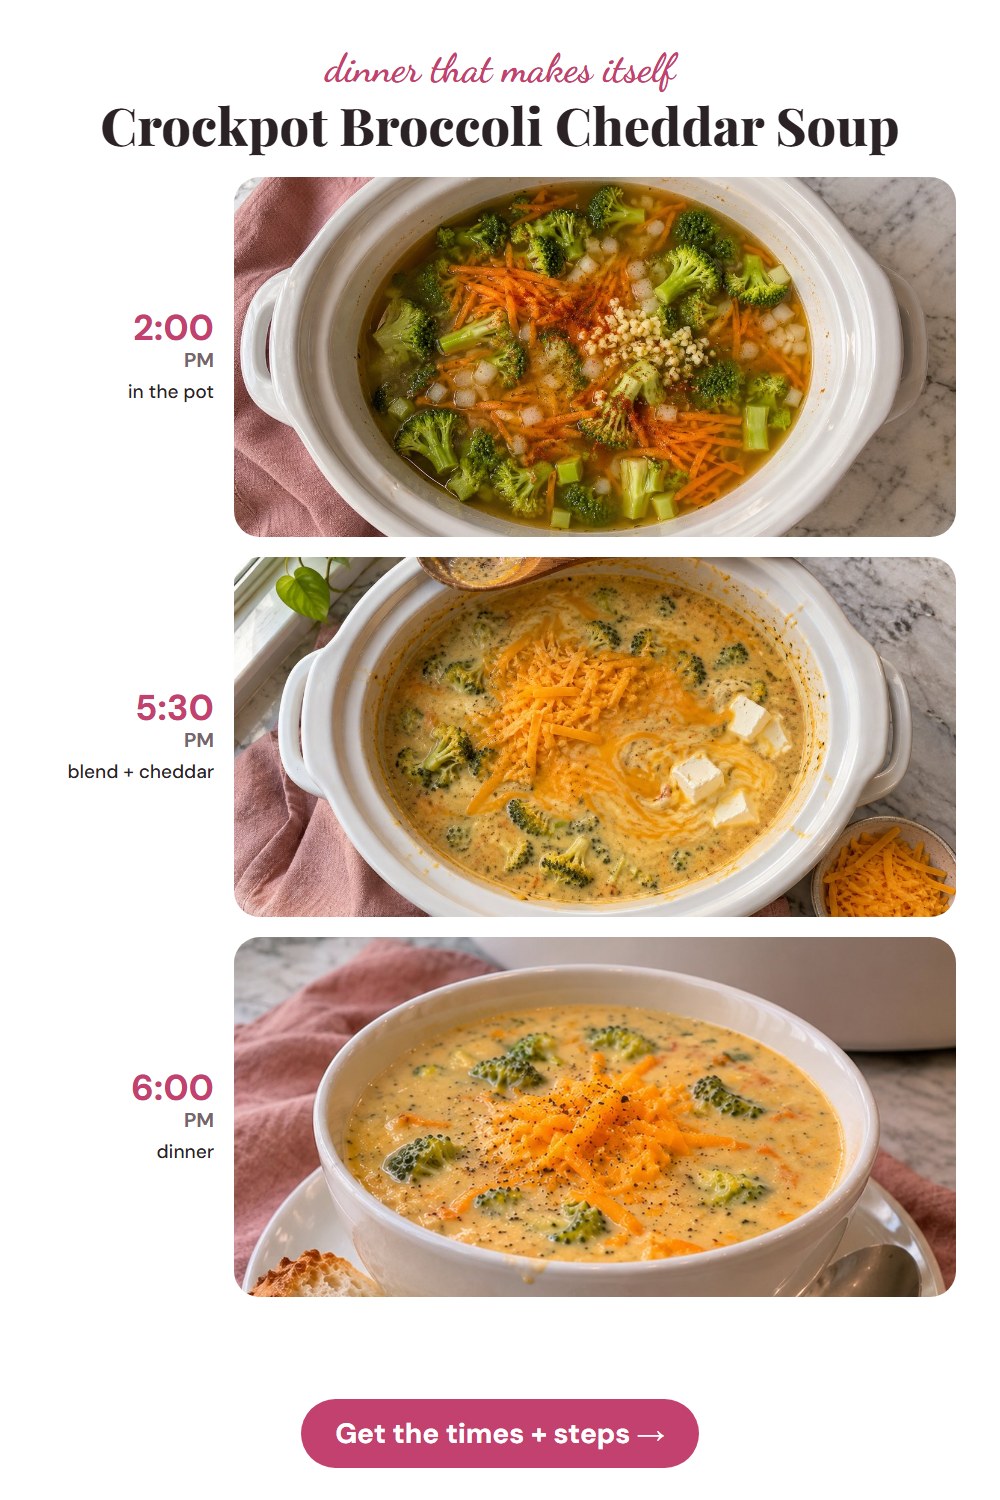 dinner that makes itself
Crockpot Broccoli Cheddar Soup
2:00
PM
in the pot
5:30
PM
blend + cheddar
6:00
PM
dinner
Get the times + steps →